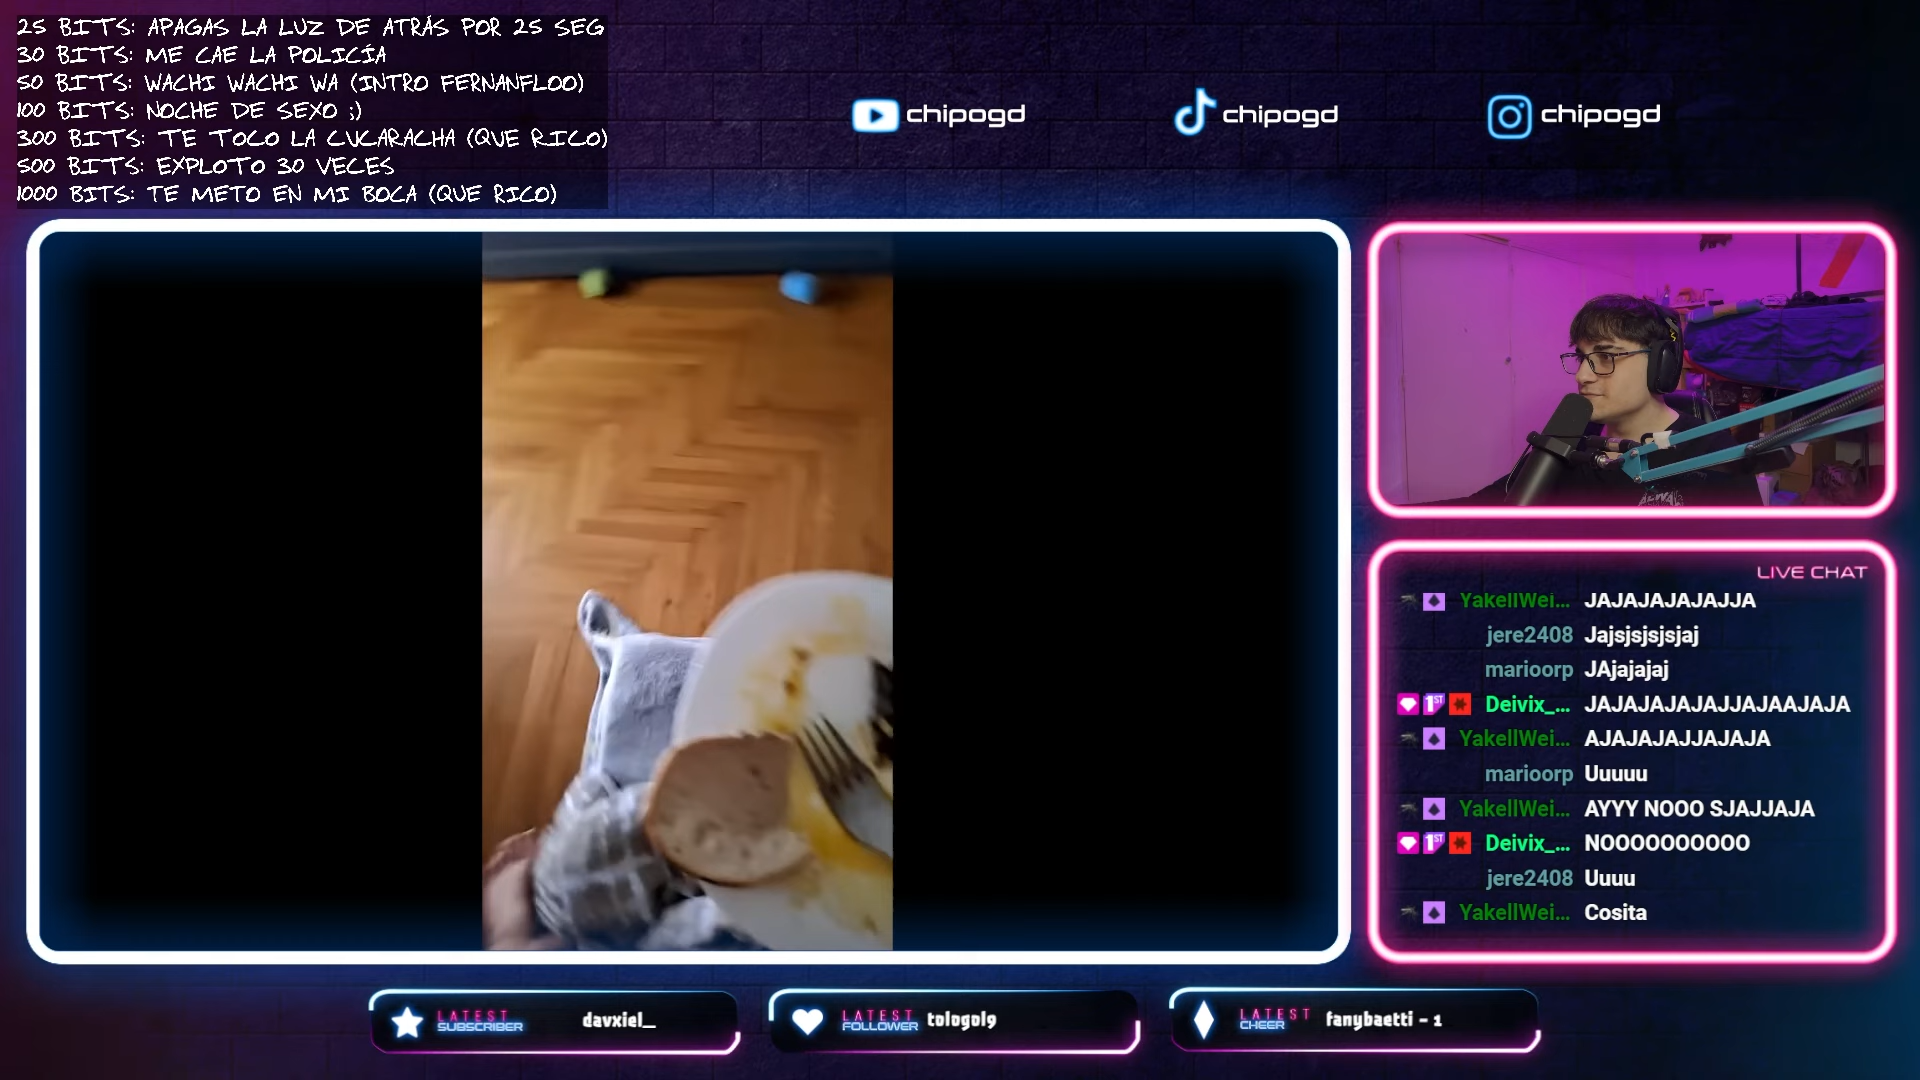 25 BITS: APAGAS LA LUZ DE ATRÁS POR 25 SEG
30 BITS: ME CAE LA POLICÍA
50 BITS: WACHI WACHI WA (INTRO FERNANFLOO)
100 BITS: NOCHE DE SEXO ;)
300 BITS: TE TOCO LA CUCARACHA (QUE RICO)
500 BITS: EXPLOTO 30 VECES
1000 BITS: TE METO EN MI BOCA (QUE RICO)
chipogd
chipogd
chipogd
LIVE CHAT
YakellWei... JAJAJAJAJAJJA
jere2408 Jajsjsjsjsjaj
marioorp JAjajajaj
1ST Deivix_... JAJAJAJAJAJJAJAAJAJA
YakellWei... AJAJAJAJJAJAJA
marioorp Uuuuu
YakellWei... AYYY NOOO SJAJJAJA
1ST Deivix_... NOOOOOOOOOO
jere2408 Uuuu
YakellWei... Cosita
LATEST SUBSCRIBER davxiel_
LATEST FOLLOWER tologol9
LATEST CHEER fanybaetti - 1